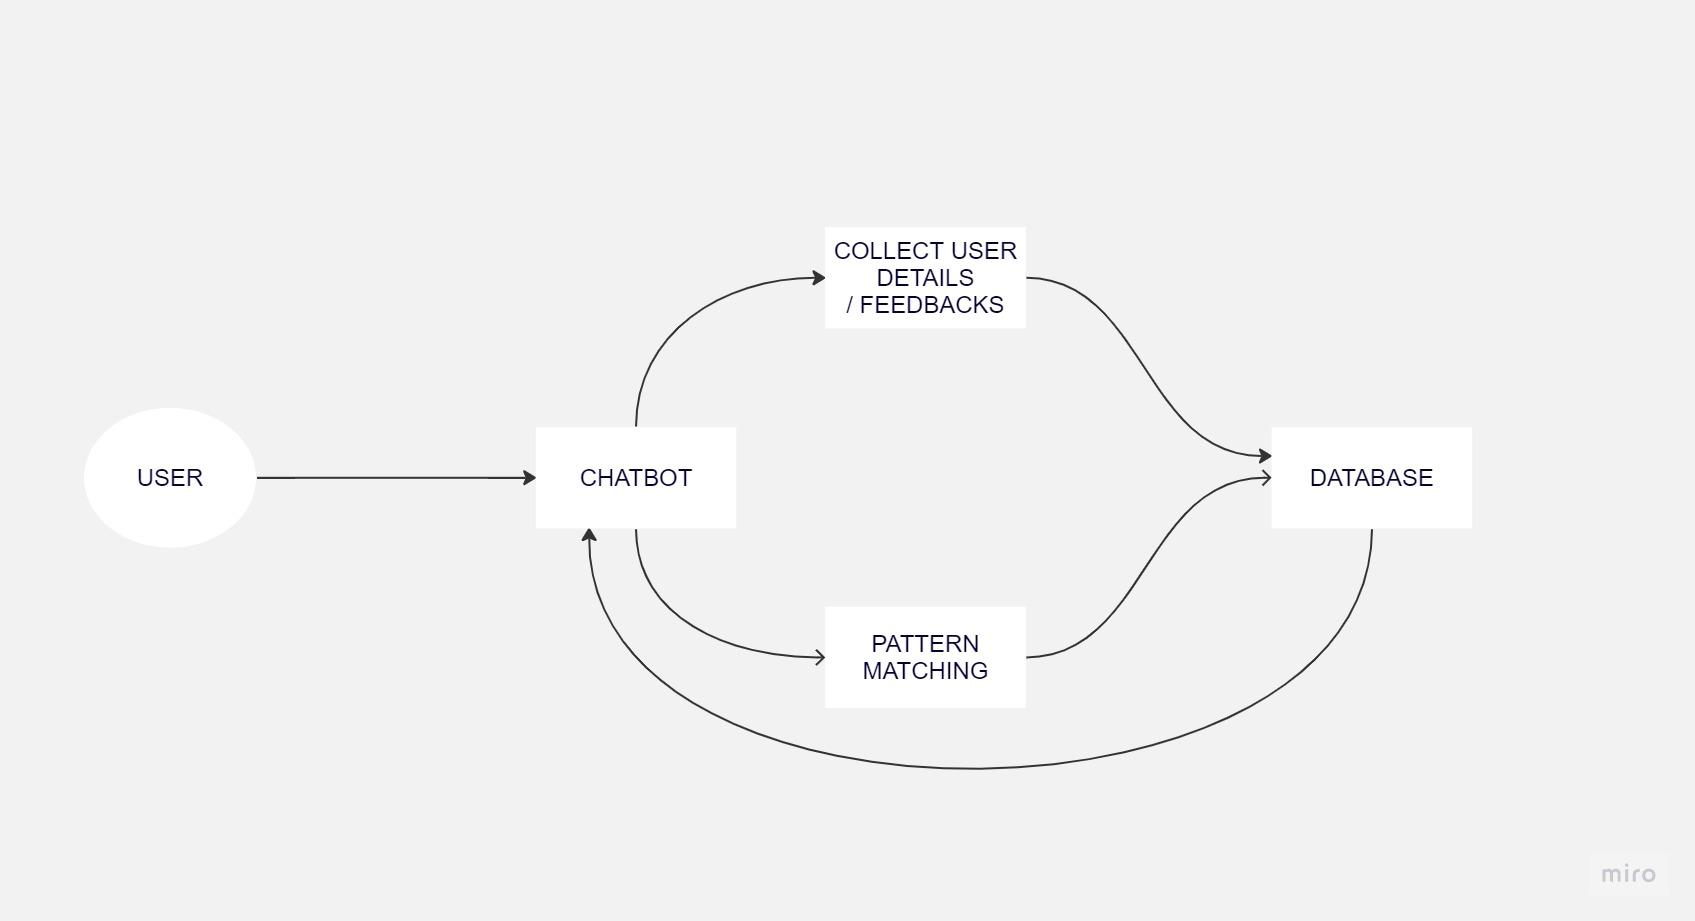 COLLECT USER
DETAILS
/ FEEDBACKS
USER
CHATBOT
DATABASE
PATTERN
MATCHING
miro